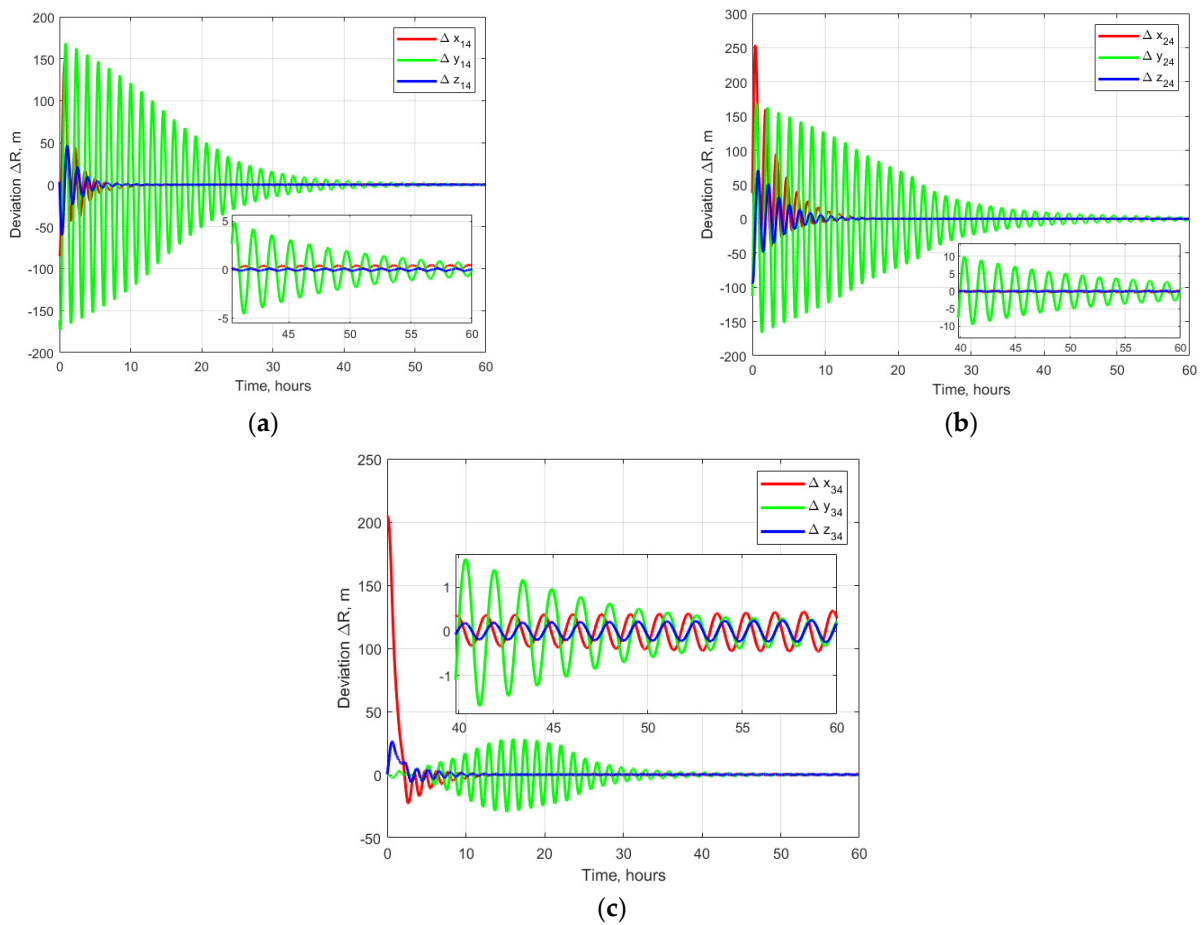 Δ x14
Δ y14
Δ z14
200
150
100
50
0
-50
-100
-150
-200
Deviation ΔR, m
5
0
-5
45 50 55 60
0 10 20 30 40 50 60
Time, hours
(a)
Δ x24
Δ y24
Δ z24
300
250
200
150
100
50
0
-50
-100
-150
-200
Deviation ΔR, m
10
5
0
-5
-10
40 45 50 55 60
0 10 20 30 40 50 60
Time, hours
(b)
Δ x34
Δ y34
Δ z34
250
200
150
100
50
0
-50
Deviation ΔR, m
1
0
-1
40 45 50 55 60
0 10 20 30 40 50 60
Time, hours
(c)